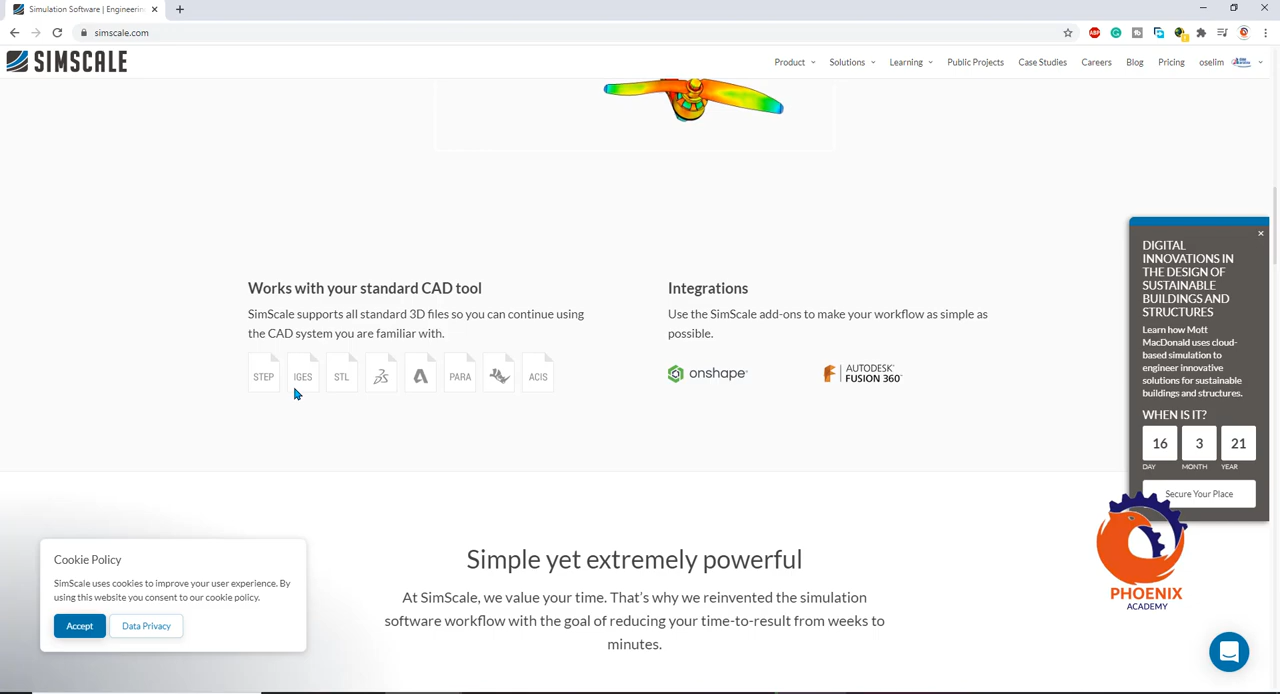 Simulation Software | Engineerin
simscale.com
ABP
SIMSCALE
Product
Solutions
Learning
Public Projects
Case Studies
Careers
Blog
Pricing
oselim
Works with your standard CAD tool
SimScale supports all standard 3D files so you can continue using
the CAD system you are familiar with.
STEP
IGES
STL
PARA
ACIS
Integrations
Use the SimScale add-ons to make your workflow as simple as
possible.
onshape
AUTODESK®
FUSION 360™
DIGITAL
INNOVATIONS IN
THE DESIGN OF
SUSTAINABLE
BUILDINGS AND
STRUCTURES
Learn how Mott
MacDonald uses cloud-
based simulation to
engineer innovative
solutions for sustainable
buildings and structures.
WHEN IS IT?
16 3 21
DAY MONTH YEAR
Secure Your Place
PHOENIX
ACADEMY
Simple yet extremely powerful
At SimScale, we value your time. That's why we reinvented the simulation
software workflow with the goal of reducing your time-to-result from weeks to
minutes.
Cookie Policy
SimScale uses cookies to improve your user experience. By
using this website you consent to our cookie policy.
Accept
Data Privacy